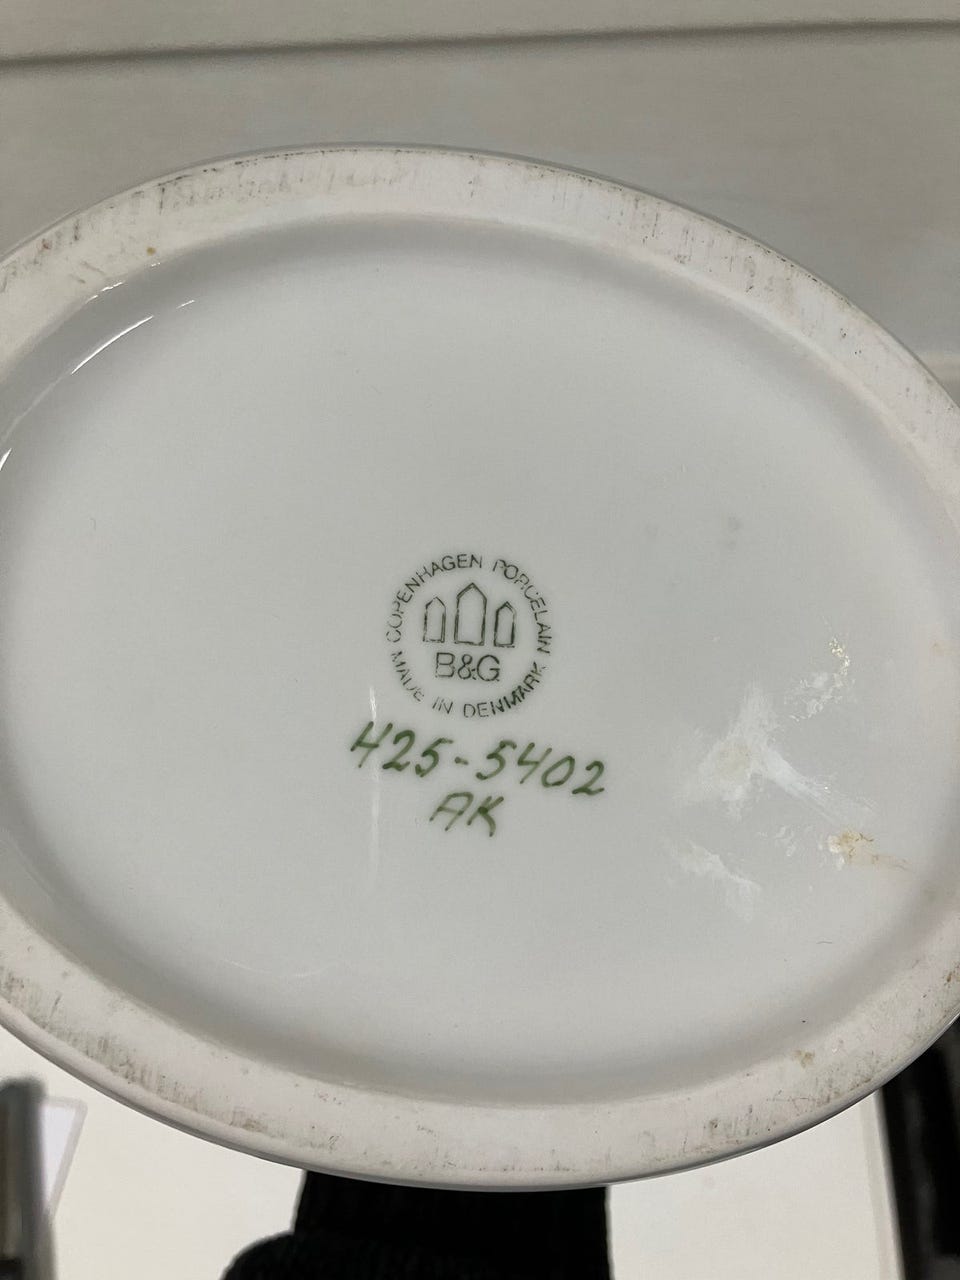 COPENHAGEN PORCELAIN
B&G
MADE IN DENMARK
425-5402
AK